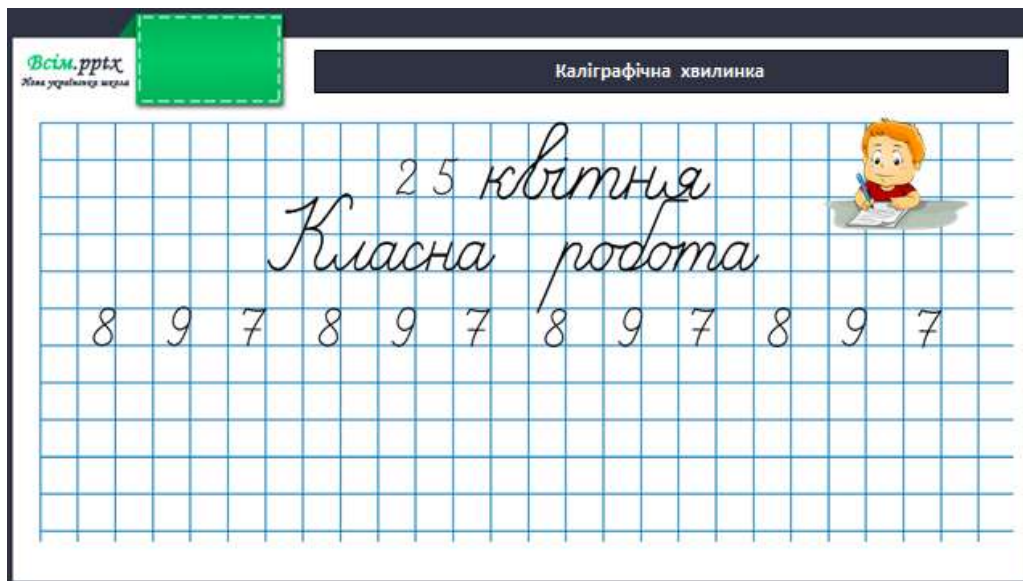 Всім.pptx
Нова українська школа
Каліграфічна хвилинка
25 квітня
Класна робота
8 9 7 8 9 7 8 9 7 8 9 7